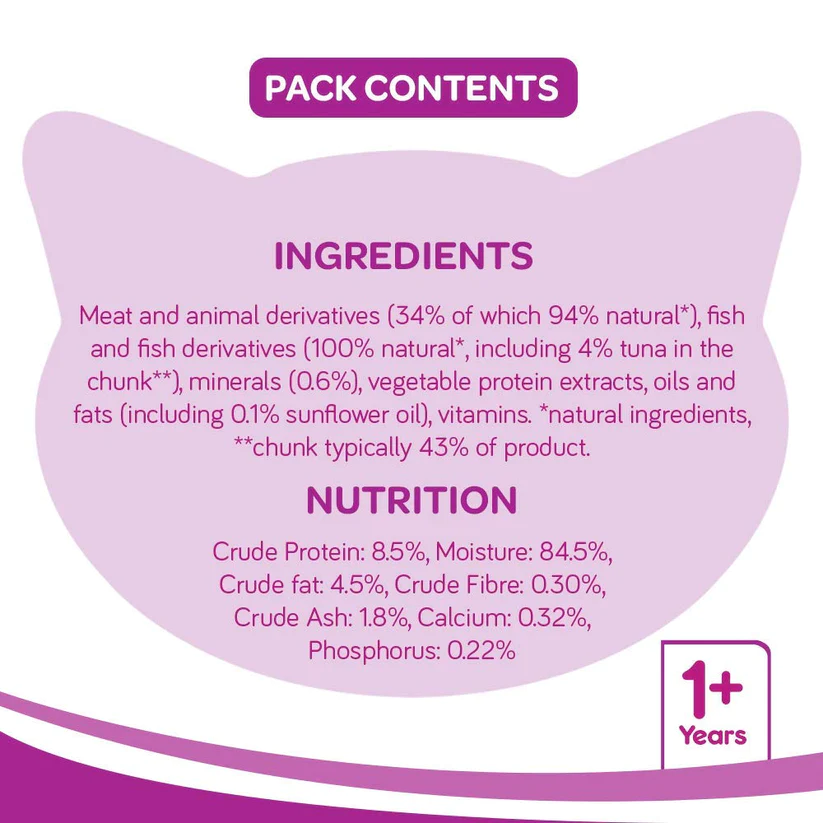 PACK CONTENTS
INGREDIENTS
Meat and animal derivatives (34% of which 94% natural*), fish
and fish derivatives (100% natural*, including 4% tuna in the
chunk**), minerals (0.6%), vegetable protein extracts, oils and
fats (including 0.1% sunflower oil), vitamins. *natural ingredients,
**chunk typically 43% of product.
NUTRITION
Crude Protein: 8.5%, Moisture: 84.5%,
Crude fat: 4.5%, Crude Fibre: 0.30%,
Crude Ash: 1.8%, Calcium: 0.32%,
Phosphorus: 0.22%
1+
Years